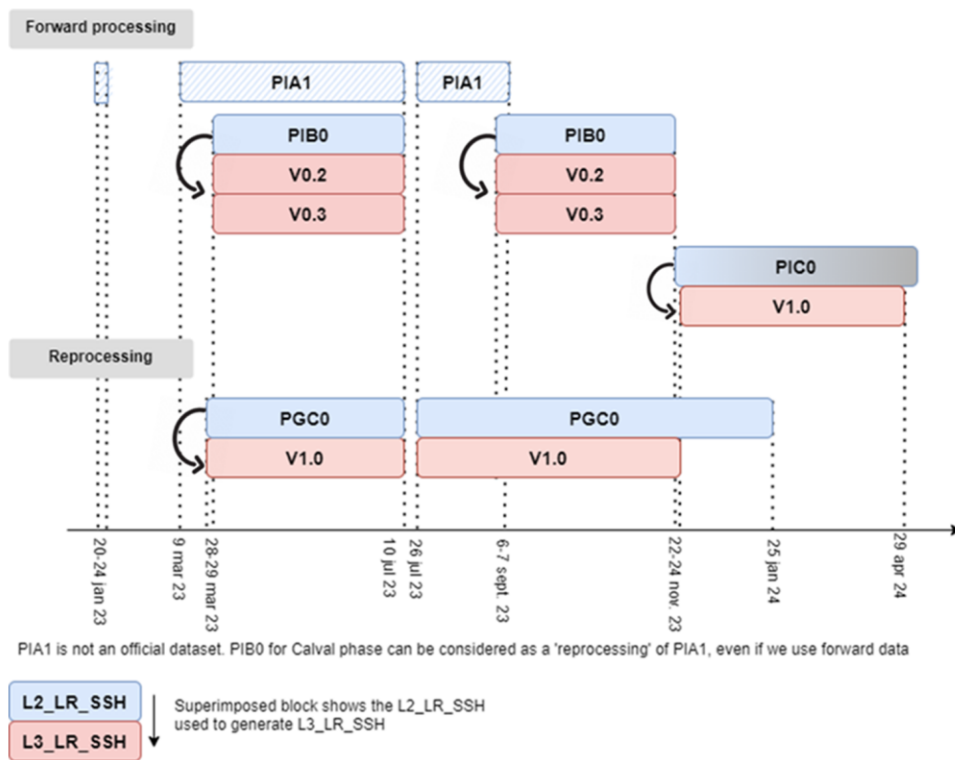 Forward processing
PIA1
PIA1
PIB0
V0.2
V0.3
PIB0
V0.2
V0.3
PIC0
V1.0
Reprocessing
PGC0
V1.0
PGC0
V1.0
20-24 jan 23
9 mar 23
28-29 mar 23
10 jul 23
26 jul 23
6-7 sept. 23
22-24 nov. 23
25 jan 24
29 apr 24
PIA1 is not an official dataset. PIB0 for Calval phase can be considered as a 'reprocessing' of PIA1, even if we use forward data
L2_LR_SSH
L3_LR_SSH
Superimposed block shows the L2_LR_SSH
used to generate L3_LR_SSH